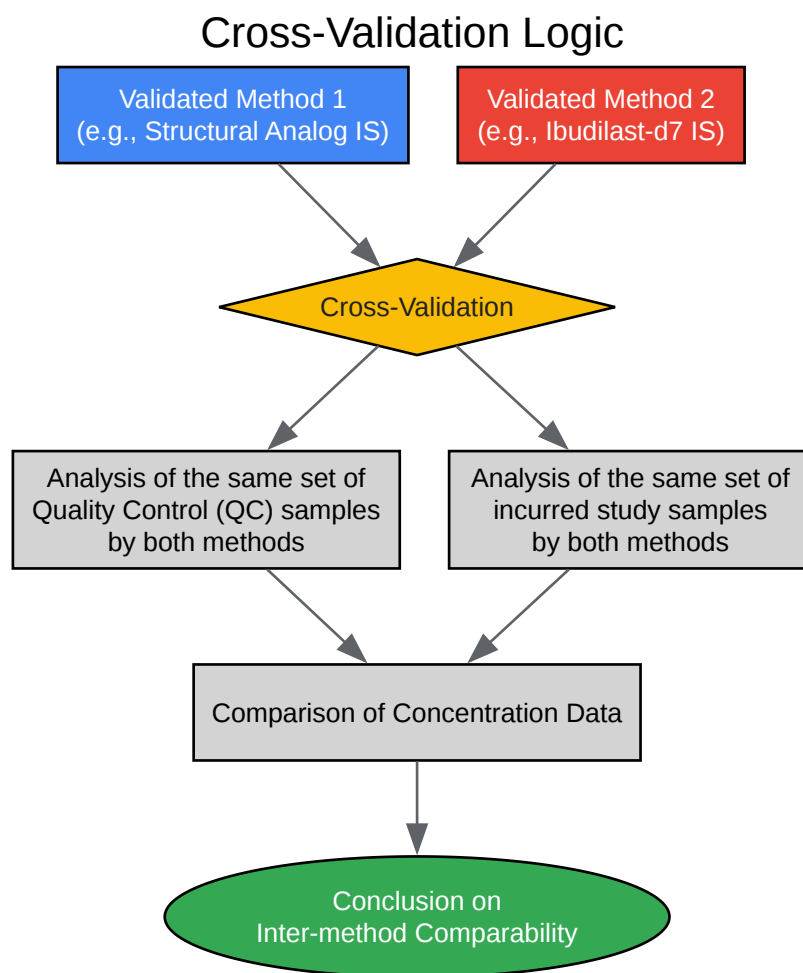 Cross-Validation Logic
Validated Method 1
(e.g., Structural Analog IS)
Validated Method 2
(e.g., Ibudilast-d7 IS)
Cross-Validation
Analysis of the same set of
Quality Control (QC) samples
by both methods
Analysis of the same set of
incurred study samples
by both methods
Comparison of Concentration Data
Conclusion on
Inter-method Comparability